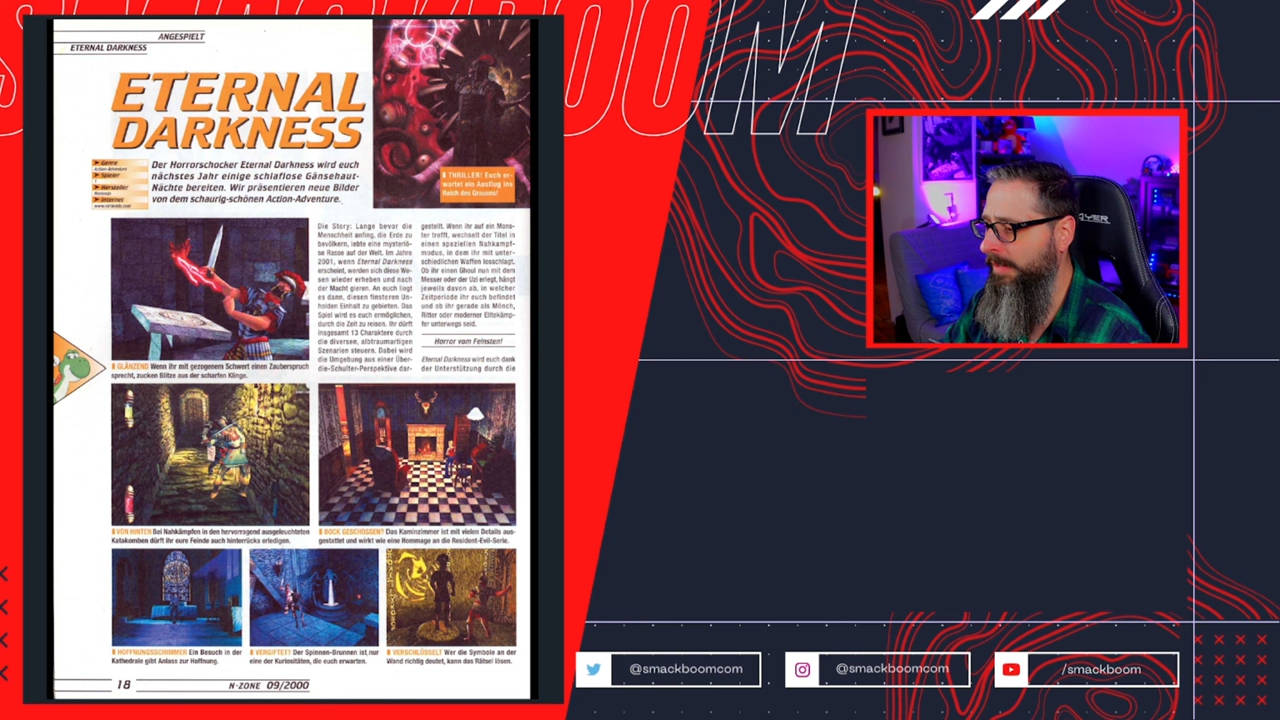 ANGESPIELT
ETERNAL DARKNESS
ETERNAL
DARKNESS
Genre
Action-Adventure
Spieler
1
Hersteller
Nintendo
Internet
Der Horrorschocker Eternal Darkness wird euch
nächstes Jahr einige schlaflose Gänsehaut-
Nächte bereiten. Wir präsentieren neue Bilder
von dem schaurig-schönen Action-Adventure.
THRILLER! Euch er-
wartet ein Ausflug ins
Reich des Grauens!
Die Story: Lange bevor die
Menschheit anfing, die Erde zu
bevölkern, lebte eine mysteriö-
se Rasse auf der Welt. Im Jahre
2001, wenn Eternal Darkness
erscheint, werden sich diese We-
sen wieder erheben und nach
der Macht gieren. An euch liegt
es dann, diesen finsteren Un-
holden Einhalt zu gebieten. Das
Spiel wird es euch ermöglichen,
durch die Zeit zu reisen. Ihr dürft
insgesamt 13 Charaktere durch
die diversen, albtraumartigen
Szenarien steuern. Dabei wird
die Umgebung aus einer Über-
die-Schulter-Perspektive dar-
gestellt. Wenn ihr auf ein Mons-
ter trefft, wechselt der Titel in
einen speziellen Nahkampf-
modus, in dem ihr mit unter-
schiedlichen Waffen losschlagt.
Ob ihr einen Ghoul nun mit dem
Messer oder der Uzi erlegt, hängt
jeweils davon ab, in welcher
Zeitperiode ihr euch befindet
und ob ihr gerade als Mönch,
Ritter oder moderner Elitekämp-
fer unterwegs seid.
Horror vom Feinsten!
Eternal Darkness wird euch dank
der Unterstützung durch die
GLÄNZEND Wenn ihr mit gezogenem Schwert einen Zauberspruch
sprecht, zucken Blitze aus der scharfen Klinge.
VON HINTEN Bei Nahkämpfen in den hervorragend ausgeleuchteten
Katakomben dürft ihr eure Feinde auch hinterrücks erledigen.
BOCK GESCHOSSEN? Das Kaminzimmer ist mit vielen Details aus-
gestattet und wirkt wie eine Hommage an die Resident-Evil-Serie.
HOFFNUNGSSCHIMMER Ein Besuch in der
Kathedrale gibt Anlass zur Hoffnung.
VERGIFTET? Der Spinnen-Brunnen ist nur
eine der Kuriositäten, die euch erwarten.
VERSCHLÜSSELT Wer die Symbole an der
Wand richtig deutet, kann das Rätsel lösen.
18
N-ZONE 09/2000
@smackboomcom
@smackboomcom
/smackboom